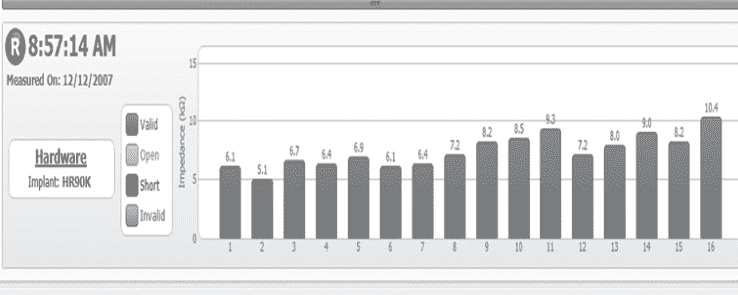 R 8:57:14 AM
Measured On: 12/12/2007
Hardware
Implant: HR90K
Valid
Open
Short
Invalid
Impedance (kΩ)
15
10
5
0
6.1 5.1 6.7 6.4 6.9 6.1 6.4 7.2 8.2 8.5 9.3 7.2 8.0 9.0 8.2 10.4
1 2 3 4 5 6 7 8 9 10 11 12 13 14 15 16